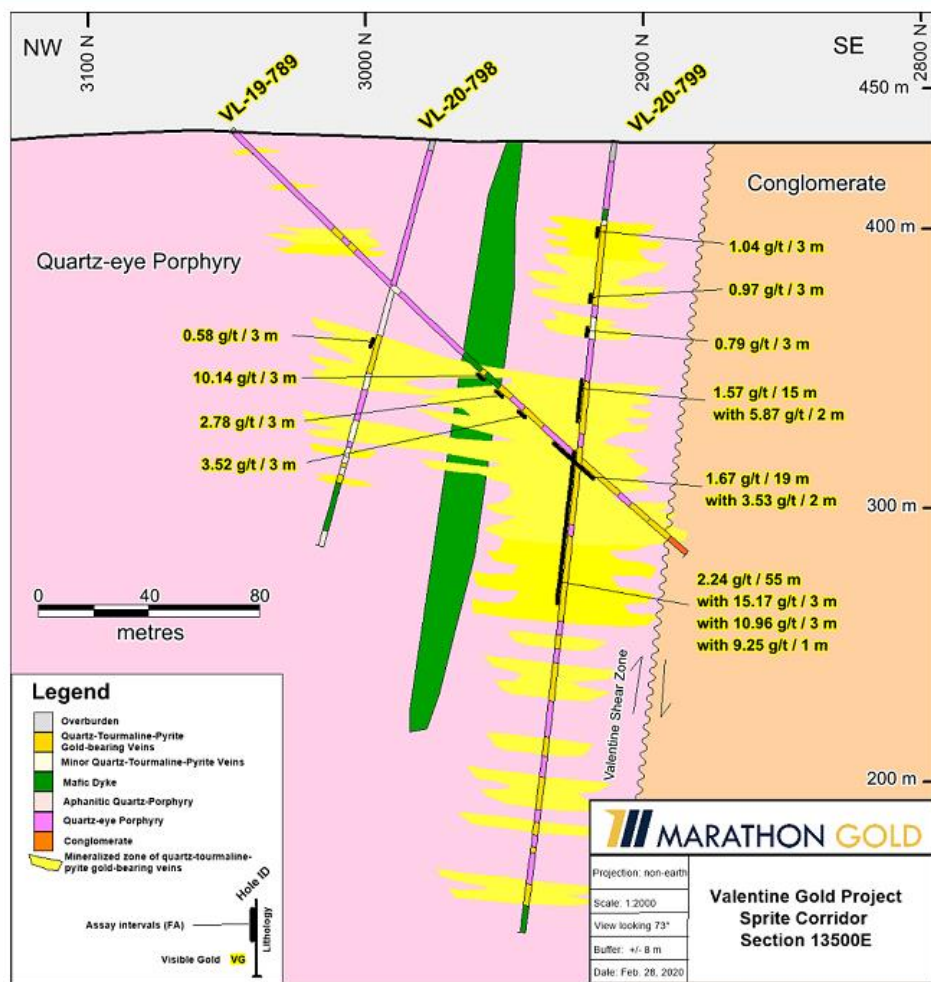 NW
3100 N
3000 N
2900 N
SE
2800 N
450 m
VL-19-789
VL-20-798
VL-20-799
Conglomerate
400 m
Quartz-eye Porphyry
1.04 g/t / 3 m
0.97 g/t / 3 m
0.58 g/t / 3 m
0.79 g/t / 3 m
10.14 g/t / 3 m
1.57 g/t / 15 m
with 5.87 g/t / 2 m
2.78 g/t / 3 m
3.52 g/t / 3 m
1.67 g/t / 19 m
with 3.53 g/t / 2 m
300 m
2.24 g/t / 55 m
with 15.17 g/t / 3 m
with 10.96 g/t / 3 m
with 9.25 g/t / 1 m
0 40 80
metres
Valentine Shear Zone
200 m
Legend
Overburden
Quartz-Tourmaline-Pyrite
Gold-bearing Veins
Minor Quartz-Tourmaline-Pyrite Veins
Mafic Dyke
Aphanitic Quartz-Porphyry
Quartz-eye Porphyry
Conglomerate
Mineralized zone of quartz-tourmaline-
pyite gold-bearing veins
Hole ID
Assay intervals (FA)
Lithology
Visible Gold VG
MARATHON GOLD
Projection: non-earth
Scale: 1:2000
View looking 73°
Buffer: +/- 8 m
Date: Feb. 28, 2020
Valentine Gold Project
Sprite Corridor
Section 13500E